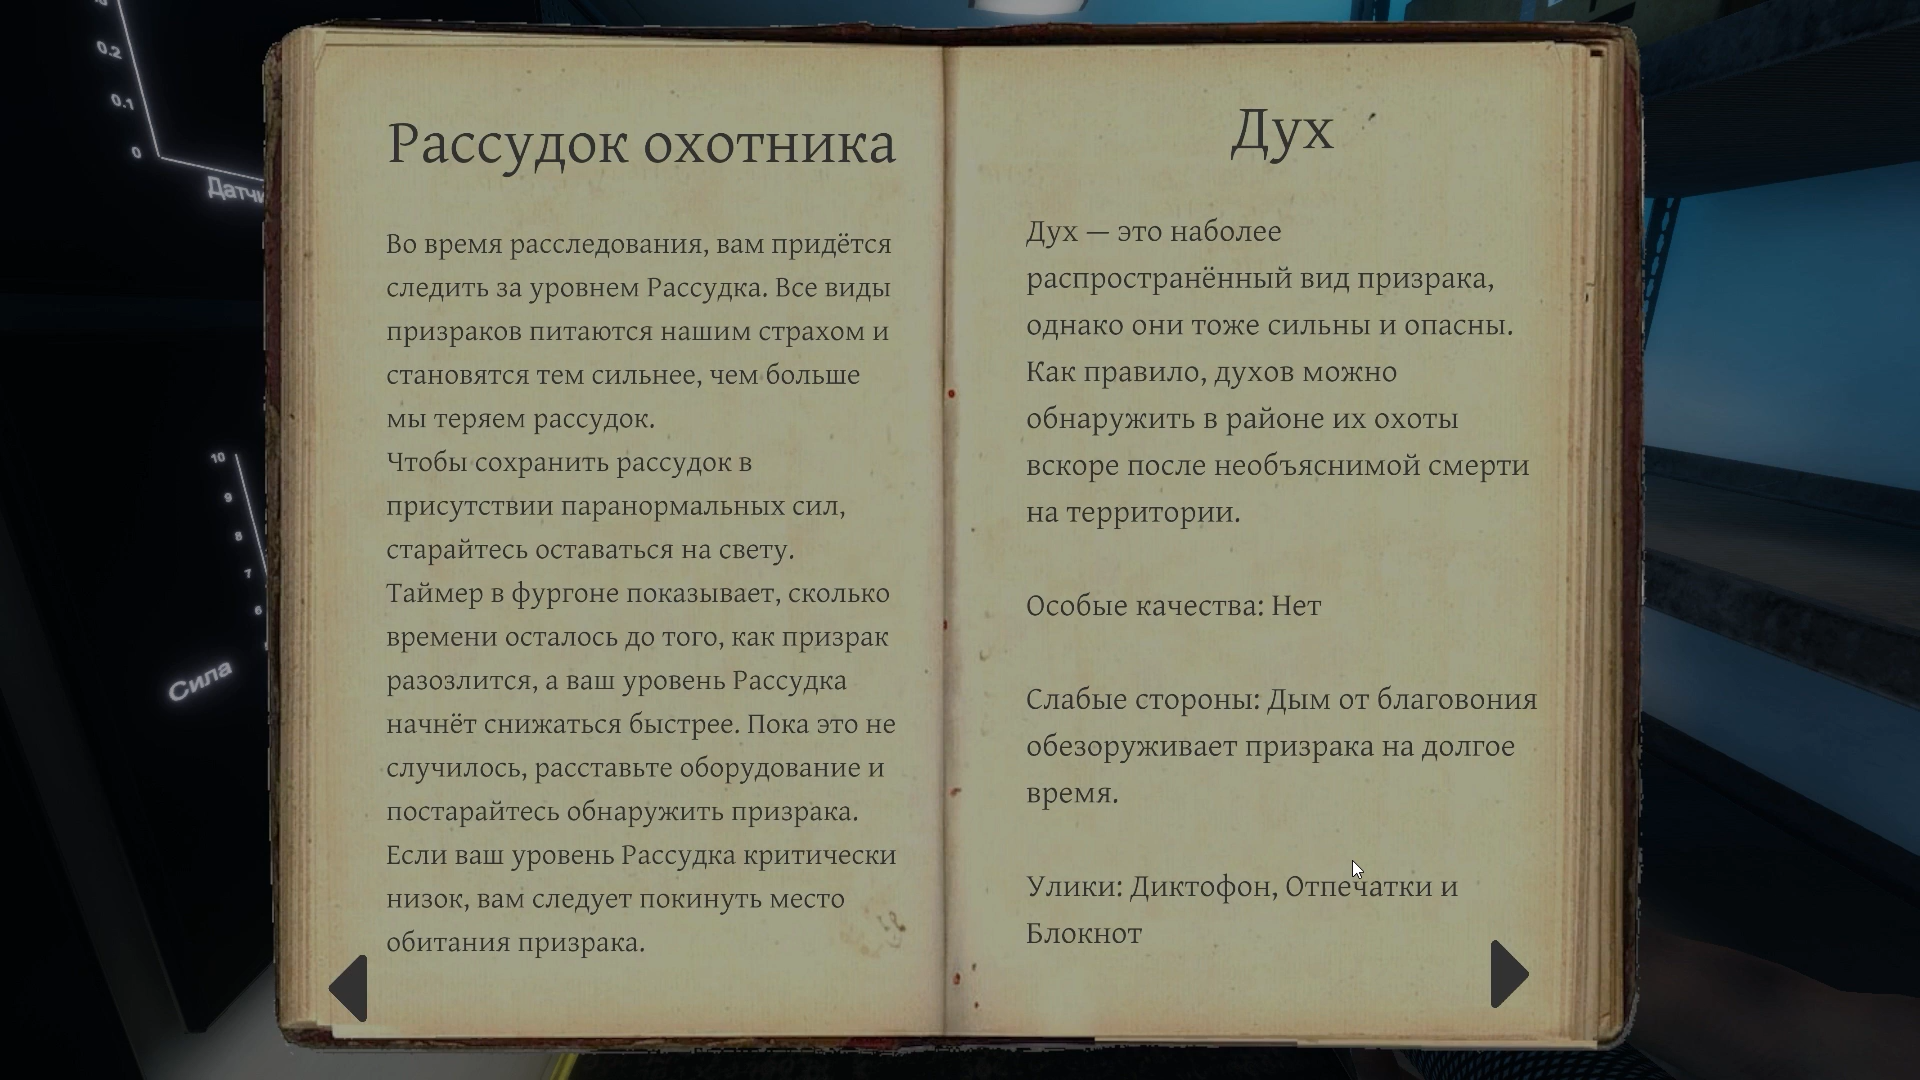 0.2
0.1
0
Датчи
10
9
8
7
6
Сила
Рассудок охотника
Во время расследования, вам придётся
следить за уровнем Рассудка. Все виды
призраков питаются нашим страхом и
становятся тем сильнее, чем больше
мы теряем рассудок.
Чтобы сохранить рассудок в
присутствии паранормальных сил,
старайтесь оставаться на свету.
Таймер в фургоне показывает, сколько
времени осталось до того, как призрак
разозлится, а ваш уровень Рассудка
начнёт снижаться быстрее. Пока это не
случилось, расставьте оборудование и
постарайтесь обнаружить призрака.
Если ваш уровень Рассудка критически
низок, вам следует покинуть место
обитания призрака.
Дух
Дух — это наболее
распространённый вид призрака,
однако они тоже сильны и опасны.
Как правило, духов можно
обнаружить в районе их охоты
вскоре после необъяснимой смерти
на территории.
Особые качества: Нет
Слабые стороны: Дым от благовония
обезоруживает призрака на долгое
время.
Улики: Диктофон, Отпечатки и
Блокнот